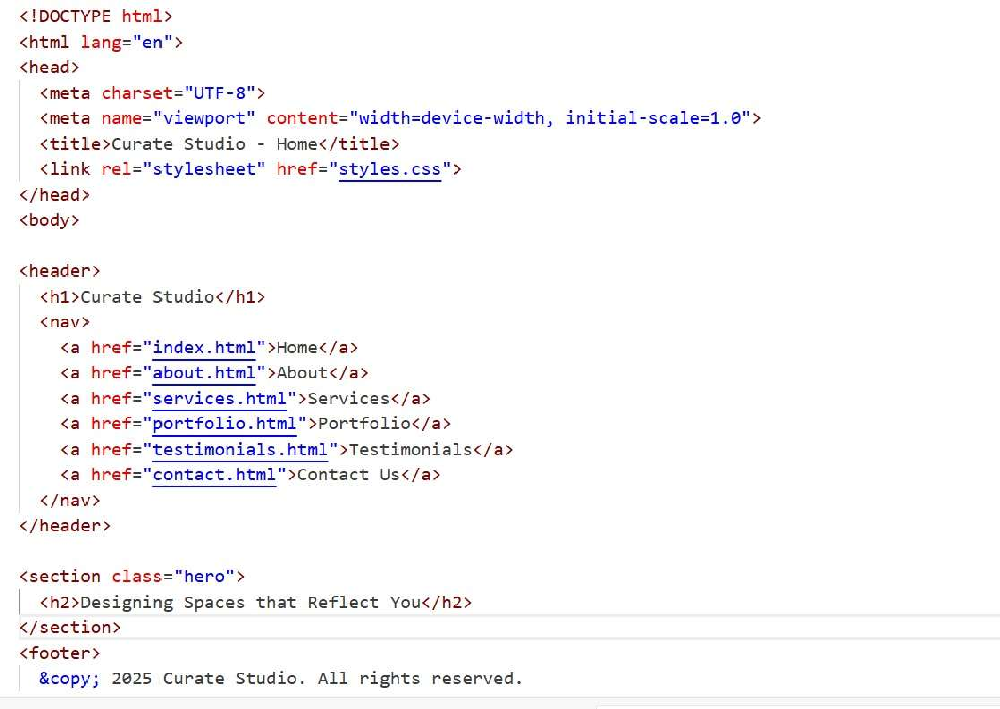 <!DOCTYPE html>
<html lang="en">
<head>
  <meta charset="UTF-8">
  <meta name="viewport" content="width=device-width, initial-scale=1.0">
  <title>Curate Studio - Home</title>
  <link rel="stylesheet" href="styles.css">
</head>
<body>

<header>
  <h1>Curate Studio</h1>
  <nav>
    <a href="index.html">Home</a>
    <a href="about.html">About</a>
    <a href="services.html">Services</a>
    <a href="portfolio.html">Portfolio</a>
    <a href="testimonials.html">Testimonials</a>
    <a href="contact.html">Contact Us</a>
  </nav>
</header>

<section class="hero">
  <h2>Designing Spaces that Reflect You</h2>
</section>
<footer>
  &copy; 2025 Curate Studio. All rights reserved.